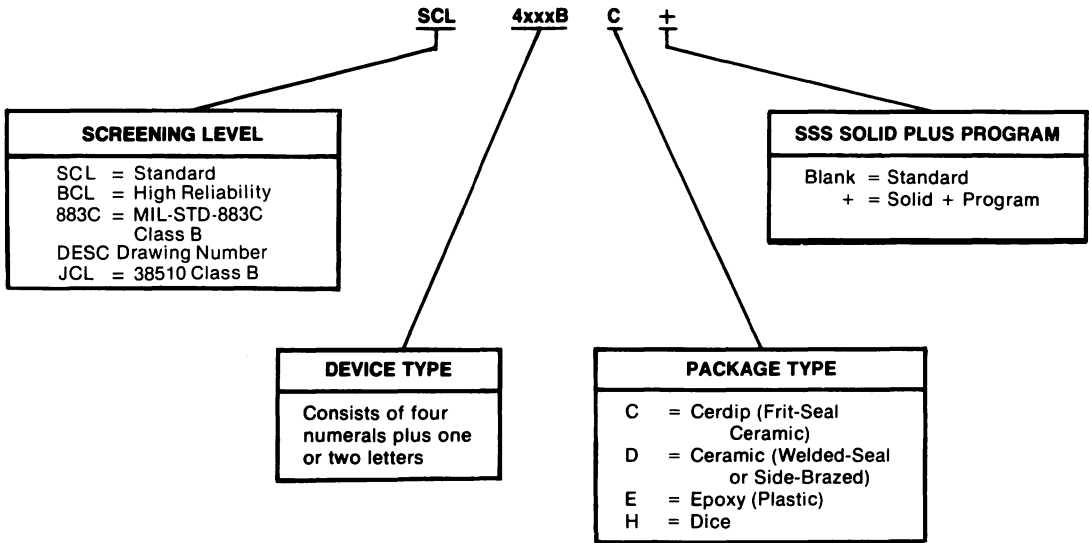 SCL 4xxxB C +
SCREENING LEVEL
SCL = Standard
BCL = High Reliability
883C = MIL-STD-883C
Class B
DESC Drawing Number
JCL = 38510 Class B
SSS SOLID PLUS PROGRAM
Blank = Standard
+ = Solid + Program
DEVICE TYPE
Consists of four
numerals plus one
or two letters
PACKAGE TYPE
C = Cerdip (Frit-Seal
Ceramic)
D = Ceramic (Welded-Seal
or Side-Brazed)
E = Epoxy (Plastic)
H = Dice